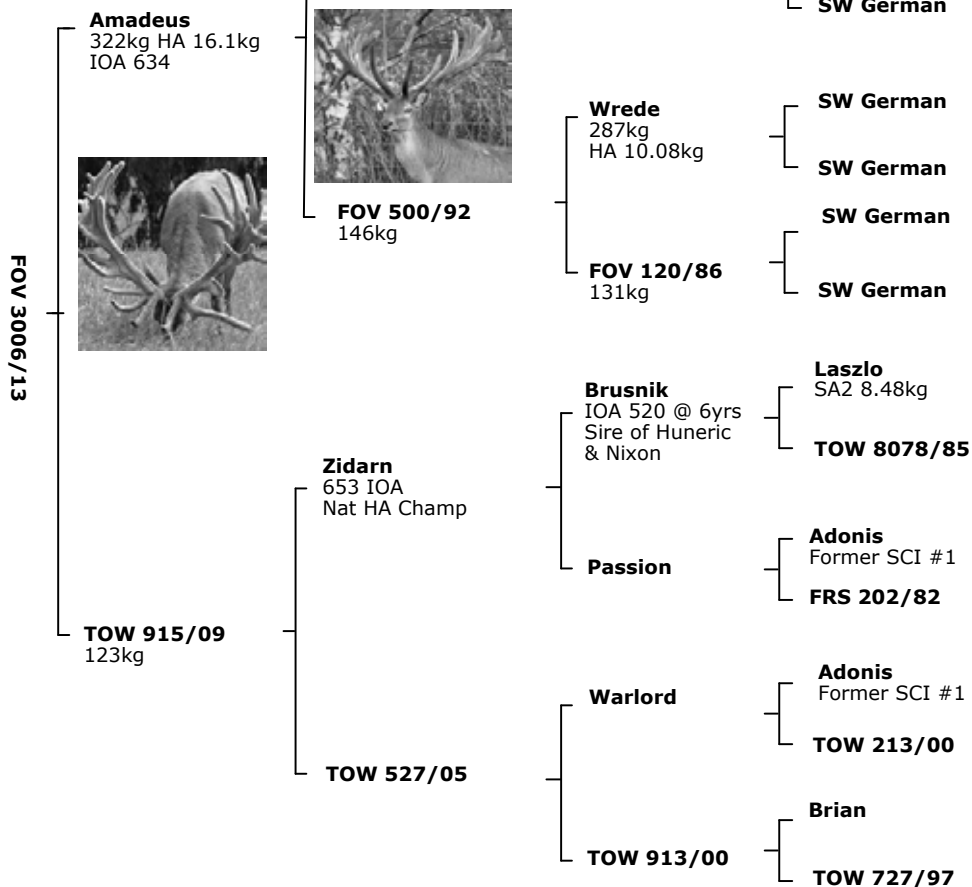 SW German
Amadeus
322kg HA 16.1kg
IOA 634
Wrede
287kg
HA 10.08kg
SW German
SW German
FOV 500/92
146kg
SW German
FOV 120/86
131kg
SW German
FOV 3006/13
Brusnik
IOA 520 @ 6yrs
Sire of Huneric
& Nixon
Laszlo
SA2 8.48kg
TOW 8078/85
Zidarn
653 IOA
Nat HA Champ
Passion
Adonis
Former SCI #1
FRS 202/82
TOW 915/09
123kg
Warlord
Adonis
Former SCI #1
TOW 213/00
TOW 527/05
Brian
TOW 913/00
TOW 727/97